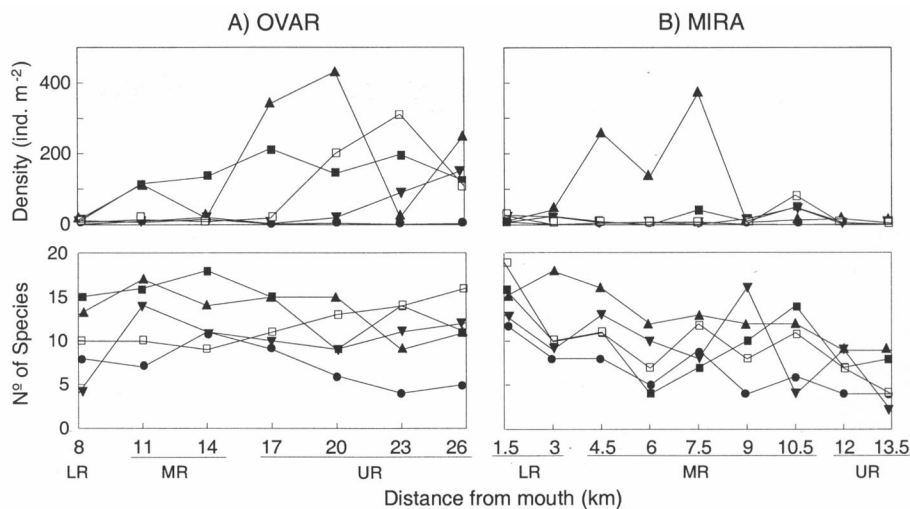 A) OVAR
B) MIRA
Density (ind. m⁻²)
400
200
0
Nº of Species
20
15
10
5
0
8 11 14 17 20 23 26
1.5 3 4.5 6 7.5 9 10.5 12 13.5
LR MR UR
LR MR UR
Distance from mouth (km)